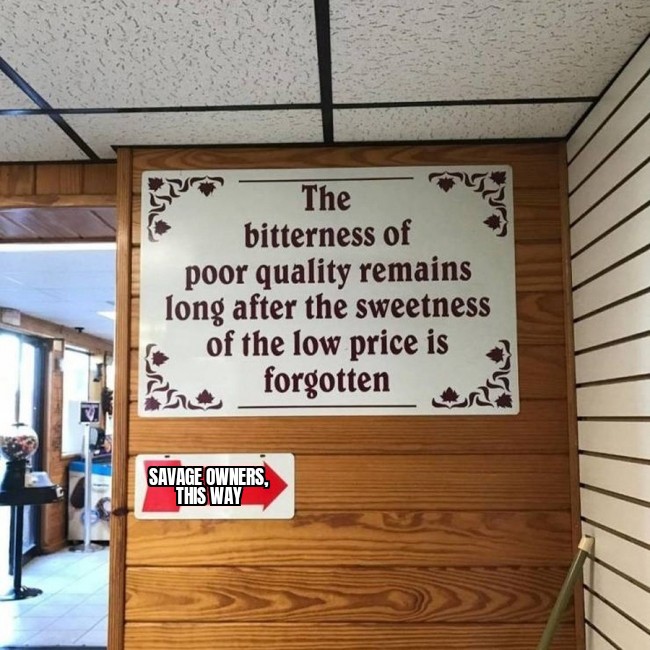 The
bitterness of
poor quality remains
long after the sweetness
of the low price is
forgotten
SAVAGE OWNERS,
THIS WAY